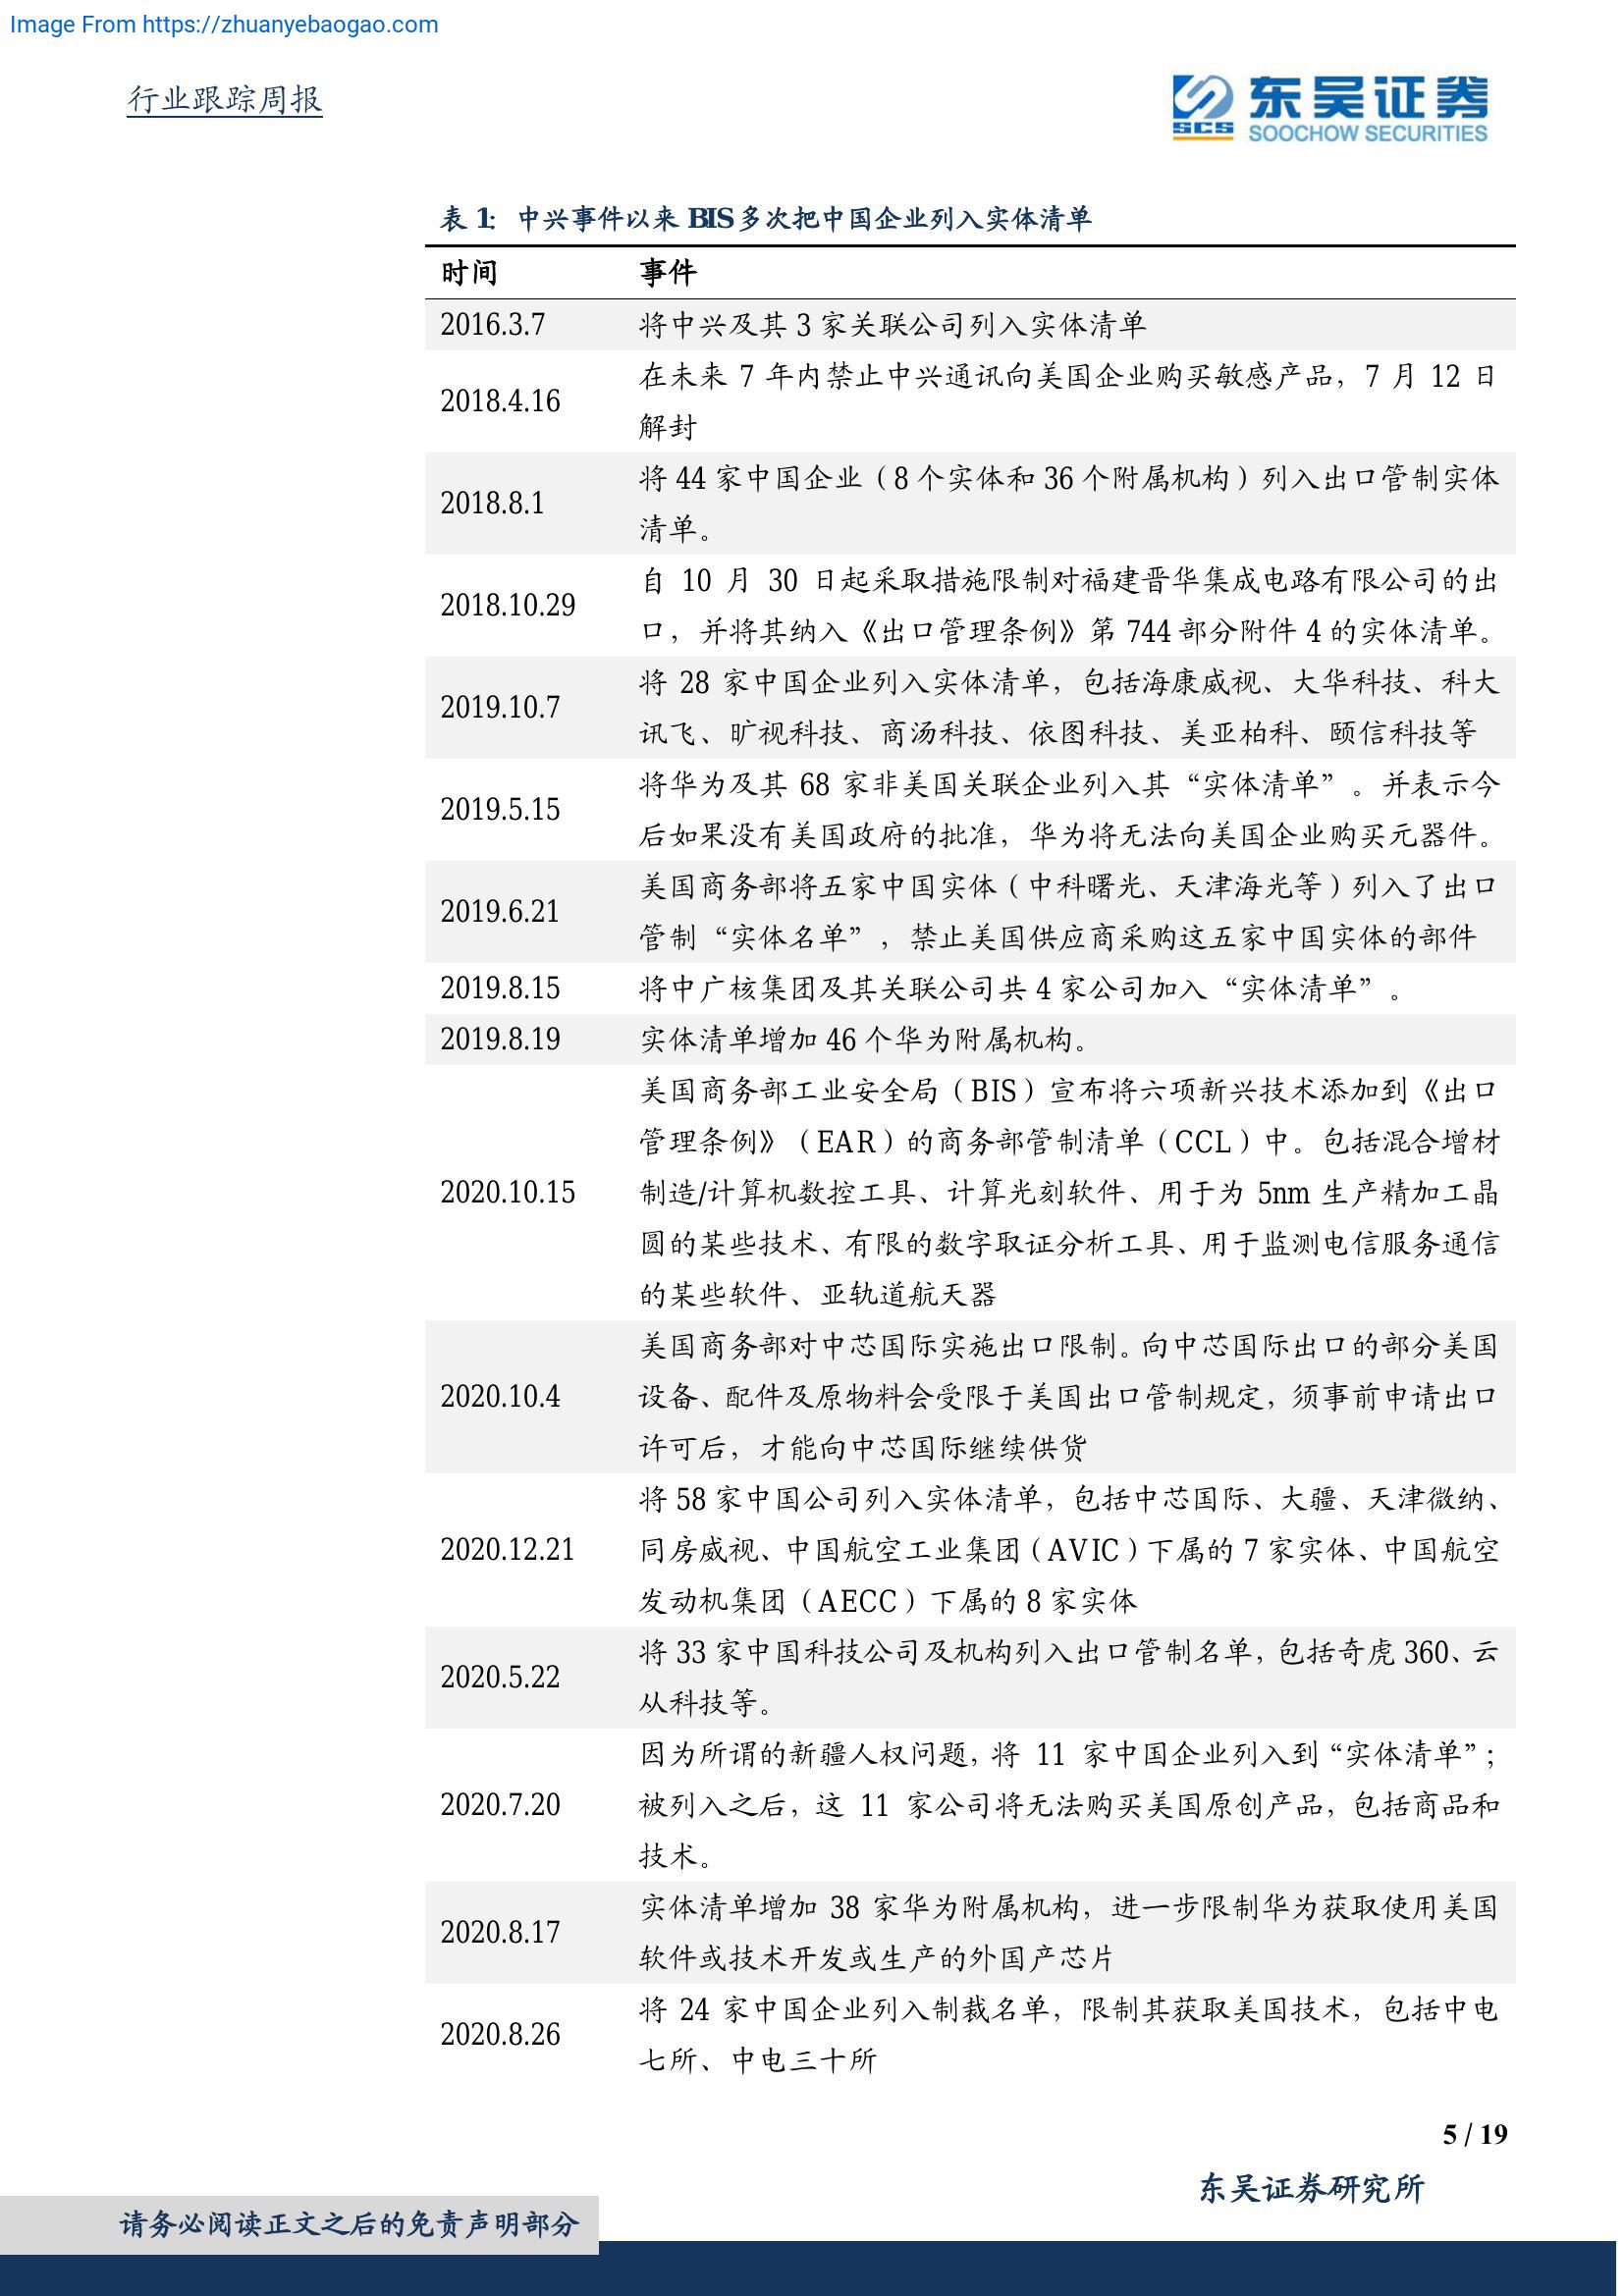 Image From https://zhuanyebaogao.com
行业跟踪周报
东吴证券
SCS
SOOCHOW SECURITIES
表 1: 中兴事件以来 BIS 多次把中国企业列入实体清单
时间 事件
2016.3.7 将中兴及其 3 家关联公司列入实体清单
2018.4.16 在未来 7 年内禁止中兴通讯向美国企业购买敏感产品，7 月 12 日
解封
2018.8.1 将 44 家中国企业（8 个实体和 36 个附属机构）列入出口管制实体
清单。
2018.10.29 自 10 月 30 日起采取措施限制对福建晋华集成电路有限公司的出
口，并将其纳入《出口管理条例》第 744 部分附件 4 的实体清单。
2019.10.7 将 28 家中国企业列入实体清单，包括海康威视、大华科技、科大
讯飞、旷视科技、商汤科技、依图科技、美亚柏科、颐信科技等
2019.5.15 将华为及其 68 家非美国关联企业列入其“实体清单”。并表示今
后如果没有美国政府的批准，华为将无法向美国企业购买元器件。
2019.6.21 美国商务部将五家中国实体（中科曙光、天津海光等）列入了出口
管制“实体名单”，禁止美国供应商采购这五家中国实体的部件
2019.8.15 将中广核集团及其关联公司共 4 家公司加入“实体清单”。
2019.8.19 实体清单增加 46 个华为附属机构。
2020.10.15 美国商务部工业安全局（BIS）宣布将六项新兴技术添加到《出口
管理条例》（EAR）的商务部管制清单（CCL）中。包括混合增材
制造/计算机数控工具、计算光刻软件、用于为 5nm 生产精加工晶
圆的某些技术、有限的数字取证分析工具、用于监测电信服务通信
的某些软件、亚轨道航天器
2020.10.4 美国商务部对中芯国际实施出口限制。向中芯国际出口的部分美国
设备、配件及原物料会受限于美国出口管制规定，须事前申请出口
许可后，才能向中芯国际继续供货
2020.12.21 将 58 家中国公司列入实体清单，包括中芯国际、大疆、天津微纳、
同房威视、中国航空工业集团（AVIC）下属的 7 家实体、中国航空
发动机集团（AECC）下属的 8 家实体
2020.5.22 将 33 家中国科技公司及机构列入出口管制名单，包括奇虎 360、云
从科技等。
2020.7.20 因为所谓的新疆人权问题，将 11 家中国企业列入到“实体清单”；
被列入之后，这 11 家公司将无法购买美国原创产品，包括商品和
技术。
2020.8.17 实体清单增加 38 家华为附属机构，进一步限制华为获取使用美国
软件或技术开发或生产的外国产芯片
2020.8.26 将 24 家中国企业列入制裁名单，限制其获取美国技术，包括中电
七所、中电三十所
5 / 19
东吴证券研究所
请务必阅读正文之后的免责声明部分